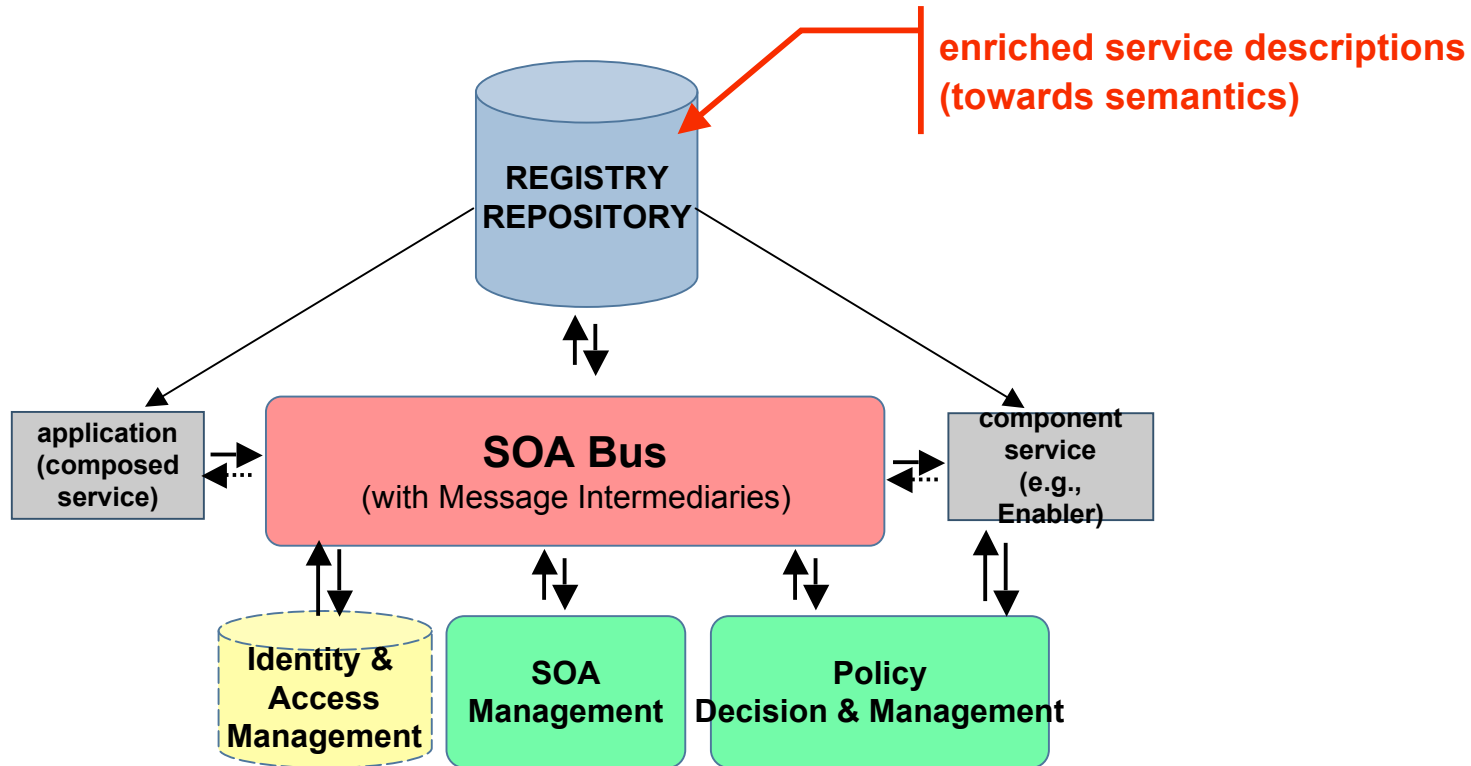 enriched service descriptions
(towards semantics)
REGISTRY
REPOSITORY
application
(composed
service)
SOA Bus
(with Message Intermediaries)
component
service
(e.g.,
Enabler)
Identity &
Access
Management
SOA
Management
Policy
Decision & Management